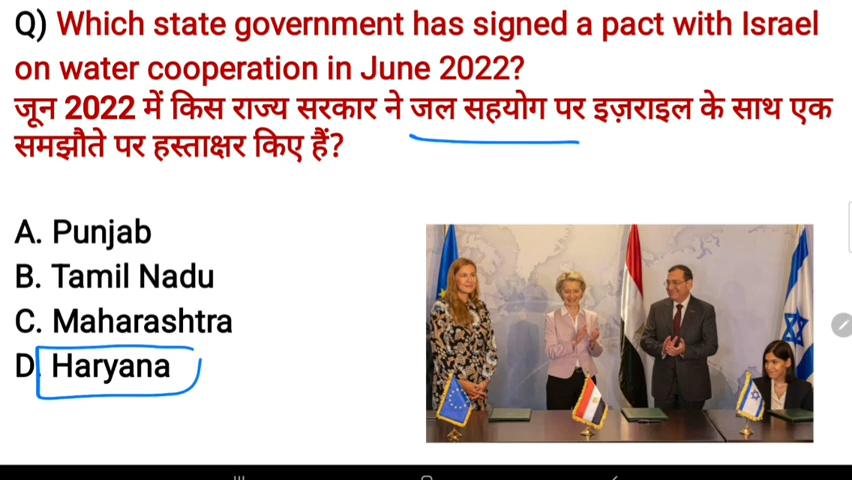 Q) Which state government has signed a pact with Israel
on water cooperation in June 2022?
जून 2022 में किस राज्य सरकार ने जल सहयोग पर इज़राइल के साथ एक
समझौते पर हस्ताक्षर किए हैं?
A. Punjab
B. Tamil Nadu
C. Maharashtra
D. Haryana